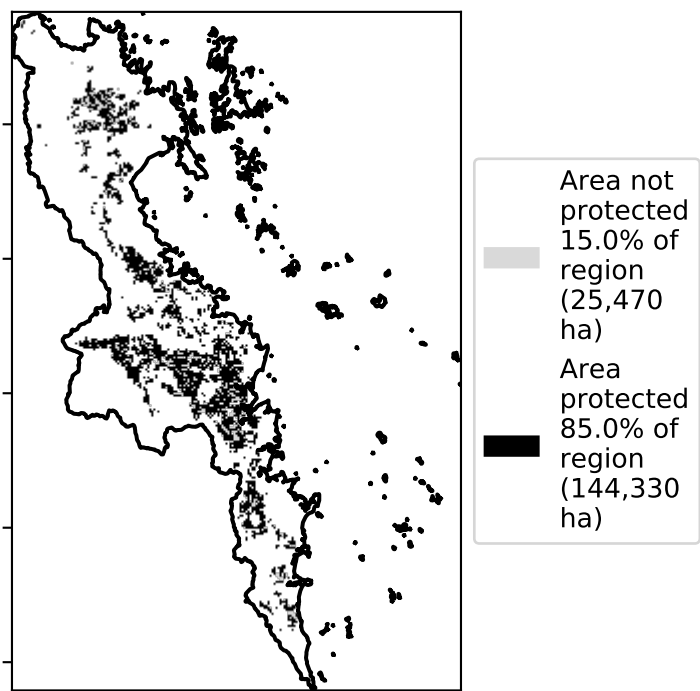 Area not
protected
15.0% of
region
(25,470
ha)
Area
protected
85.0% of
region
(144,330
ha)